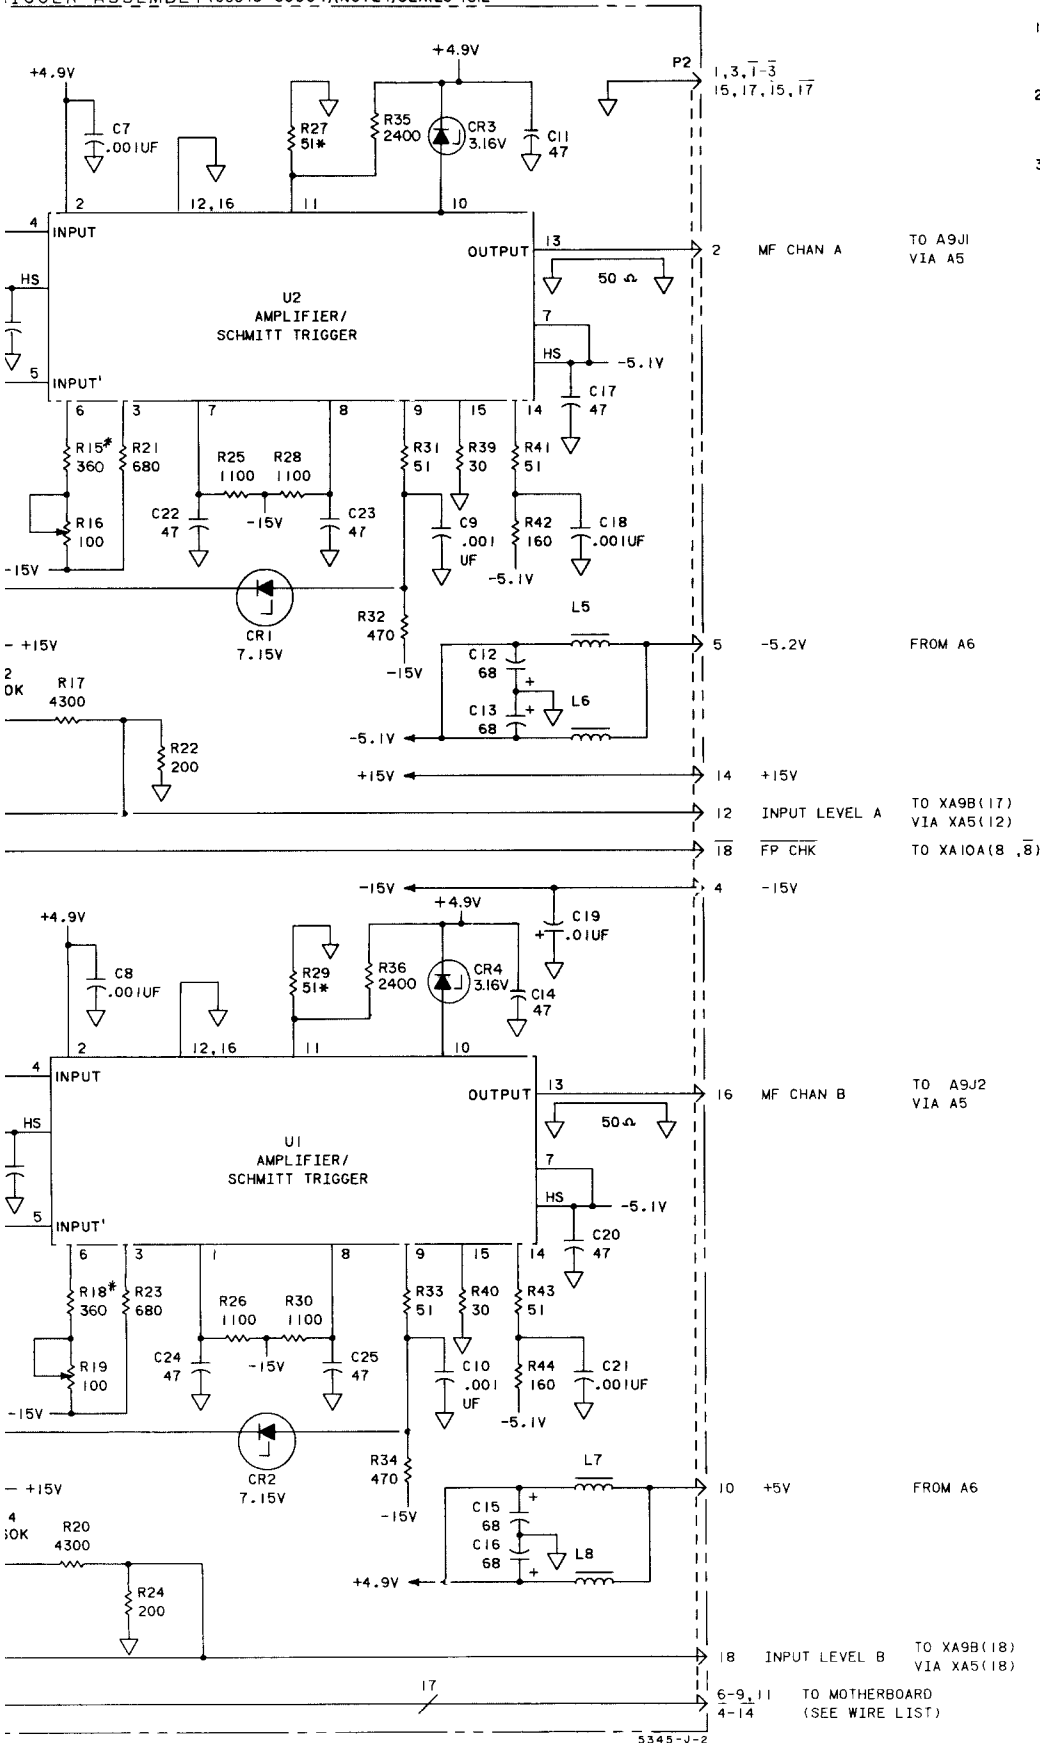 1
+4.9V
+4.9V
P2
1,3,1̅-3̅
15,17,1̅5̅,1̅7̅
2
C7
.001UF
R27
51*
R35
2400
CR3
3.16V
C11
47
3
2
12,16
11
10
4
INPUT
OUTPUT
13
2
MF CHAN A
TO A9J1
VIA A5
HS
50 Ω
U2
AMPLIFIER/
SCHMITT TRIGGER
7
HS
-5.1V
5
INPUT'
C17
47
6
3
7
8
9
15
14
R15*
360
R21
680
R25
1100
R28
1100
R31
51
R39
30
R41
51
R16
100
C22
47
-15V
C23
47
C9
.001
UF
R42
160
C18
.001UF
-15V
-5.1V
CR1
7.15V
R32
470
L5
- +15V
-15V
C12
68
+
5
-5.2V
FROM A6
2
0K
R17
4300
C13
68
+
L6
-5.1V
R22
200
+15V
14
+15V
12
INPUT LEVEL A
TO XA9B(17)
VIA XA5(12)
1̅8̅
F̅P̅ C̅H̅K̅
TO XA10A(8 ,8̅)
-15V
4
-15V
+4.9V
+4.9V
C19
+ .01UF
C8
.001UF
R29
51*
R36
2400
CR4
3.16V
C14
47
2
12,16
11
10
4
INPUT
OUTPUT
13
16
MF CHAN B
TO A9J2
VIA A5
HS
50 Ω
U1
AMPLIFIER/
SCHMITT TRIGGER
7
HS
-5.1V
5
INPUT'
C20
47
6
3
1
8
9
15
14
R18*
360
R23
680
R26
1100
R30
1100
R33
51
R40
30
R43
51
R19
100
C24
47
-15V
C25
47
C10
.001
UF
R44
160
C21
.001UF
-15V
-5.1V
CR2
7.15V
R34
470
L7
- +15V
-15V
C15
68
+
10
+5V
FROM A6
4
R20
4300
C16
68
+
L8
+4.9V
R24
200
18
INPUT LEVEL B
TO XA9B(18)
VIA XA5(18)
17
6-9,11
4̅-1̅4̅
TO MOTHERBOARD
(SEE WIRE LIST)
5345-J-2